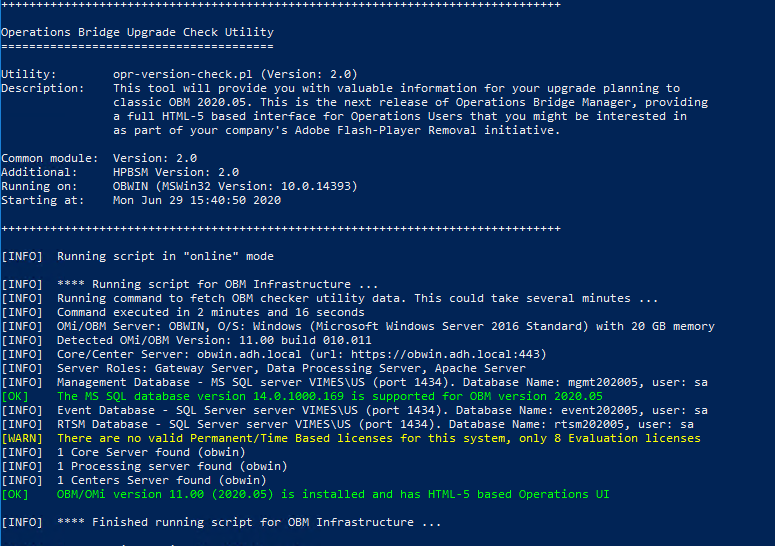 ++++++++++++++++++++++++++++++++++++++++++++++++++++++++++++++++++++++++++++++++
Operations Bridge Upgrade Check Utility
=======================================
Utility:        opr-version-check.pl (Version: 2.0)
Description:    This tool will provide you with valuable information for your upgrade planning to
                classic OBM 2020.05. This is the next release of Operations Bridge Manager, providing
                a full HTML-5 based interface for Operations Users that you might be interested in
                as part of your company's Adobe Flash-Player Removal initiative.
Common module:  Version: 2.0
Additional:     HPBSM Version: 2.0
Running on:     OBWIN (MSWin32 Version: 10.0.14393)
Starting at:    Mon Jun 29 15:40:50 2020
++++++++++++++++++++++++++++++++++++++++++++++++++++++++++++++++++++++++++++++++
[INFO]  Running script in "online" mode
[INFO]  **** Running script for OBM Infrastructure ...
[INFO]  Running command to fetch OBM checker utility data. This could take several minutes ...
[INFO]  Command executed in 2 minutes and 16 seconds
[INFO]  OMi/OBM Server: OBWIN, O/S: Windows (Microsoft Windows Server 2016 Standard) with 20 GB memory
[INFO]  Detected OMi/OBM Version: 11.00 build 010.011
[INFO]  Core/Center Server: obwin.adh.local (url: https://obwin.adh.local:443)
[INFO]  Server Roles: Gateway Server, Data Processing Server, Apache Server
[INFO]  Management Database - MS SQL server VIMES\US (port 1434). Database Name: mgmt202005, user: sa
[OK]    The MS SQL database version 14.0.1000.169 is supported for OBM version 2020.05
[INFO]  Event Database - SQL Server server VIMES\US (port 1434). Database Name: event202005, user: sa
[INFO]  RTSM Database - SQL Server server VIMES\US (port 1434). Database Name: rtsm202005, user: sa
[WARN]  There are no valid Permanent/Time Based licenses for this system, only 8 Evaluation licenses
[INFO]  1 Core Server found (obwin)
[INFO]  1 Processing server found (obwin)
[INFO]  1 Centers Server found (obwin)
[OK]    OBM/OMi version 11.00 (2020.05) is installed and has HTML-5 based Operations UI
[INFO]  **** Finished running script for OBM Infrastructure ...